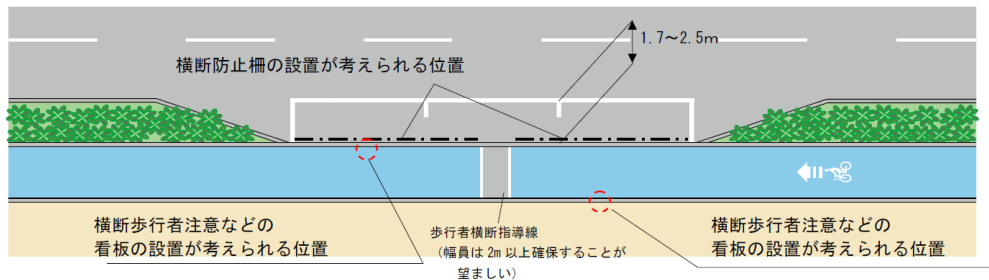 1.7～2.5m
横断防止柵の設置が考えられる位置
横断歩行者注意などの
看板の設置が考えられる位置
歩行者横断指導線
（幅員は2m以上確保することが
望ましい）
横断歩行者注意などの
看板の設置が考えられる位置